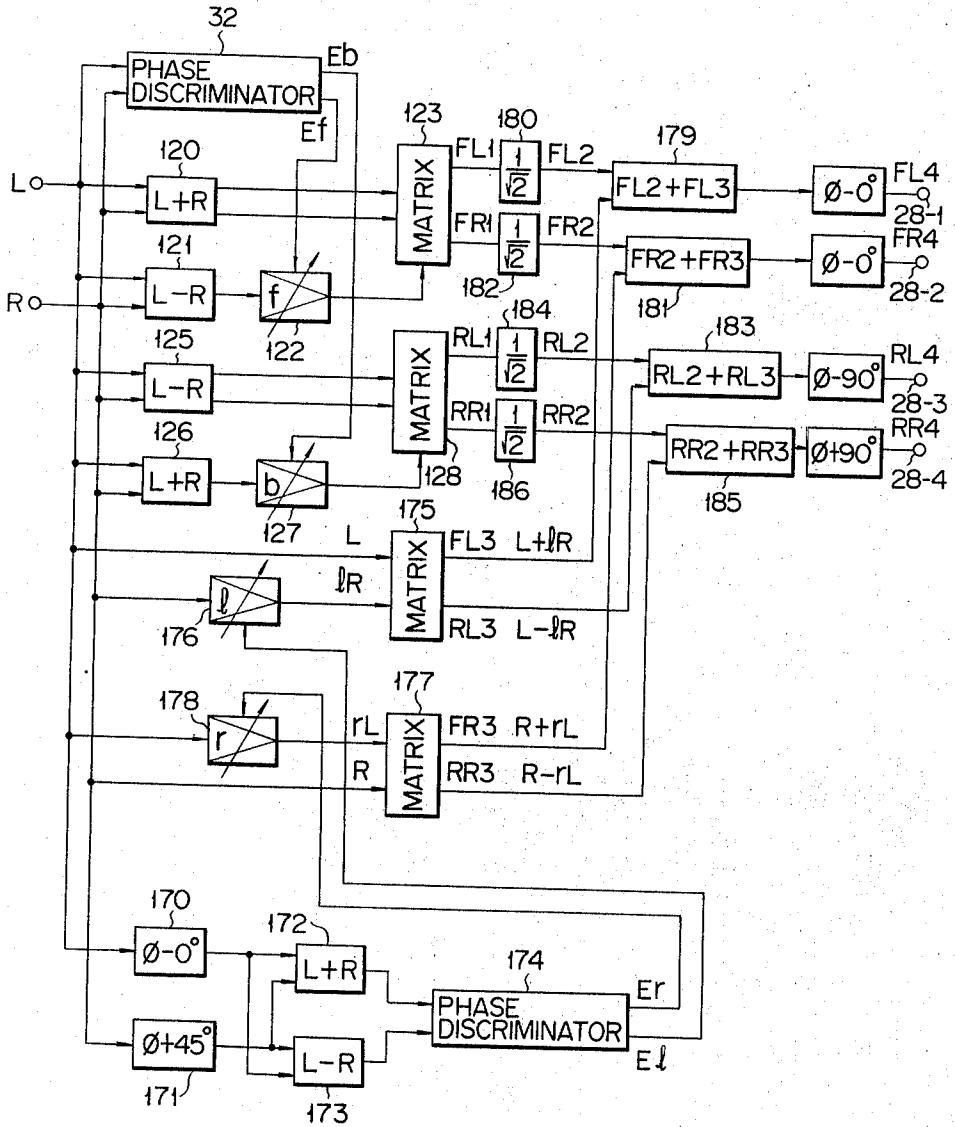 32
PHASE
DISCRIMINATOR
Eb
Ef
120
L+R
L
121
L-R
R
f
122
123
MATRIX
FL1
180
1/√2
FL2
FR1
1/√2
FR2
182
179
FL2+FL3
ø-0°
FL4
28-1
FR2+FR3
181
ø-0°
FR4
28-2
125
L-R
126
L+R
b
127
MATRIX
128
RL1
184
1/√2
RL2
RR1
1/√2
RR2
186
183
RL2+RL3
ø-90°
RL4
28-3
RR2+RR3
185
ø+90°
RR4
28-4
L
ℓR
175
MATRIX
FL3 L+ℓR
RL3 L-ℓR
ℓ
176
178
r
rL
R
177
MATRIX
FR3 R+rL
RR3 R-rL
170
ø-0°
172
L+R
ø+45°
171
L-R
173
174
PHASE
DISCRIMINATOR
Er
Eℓ